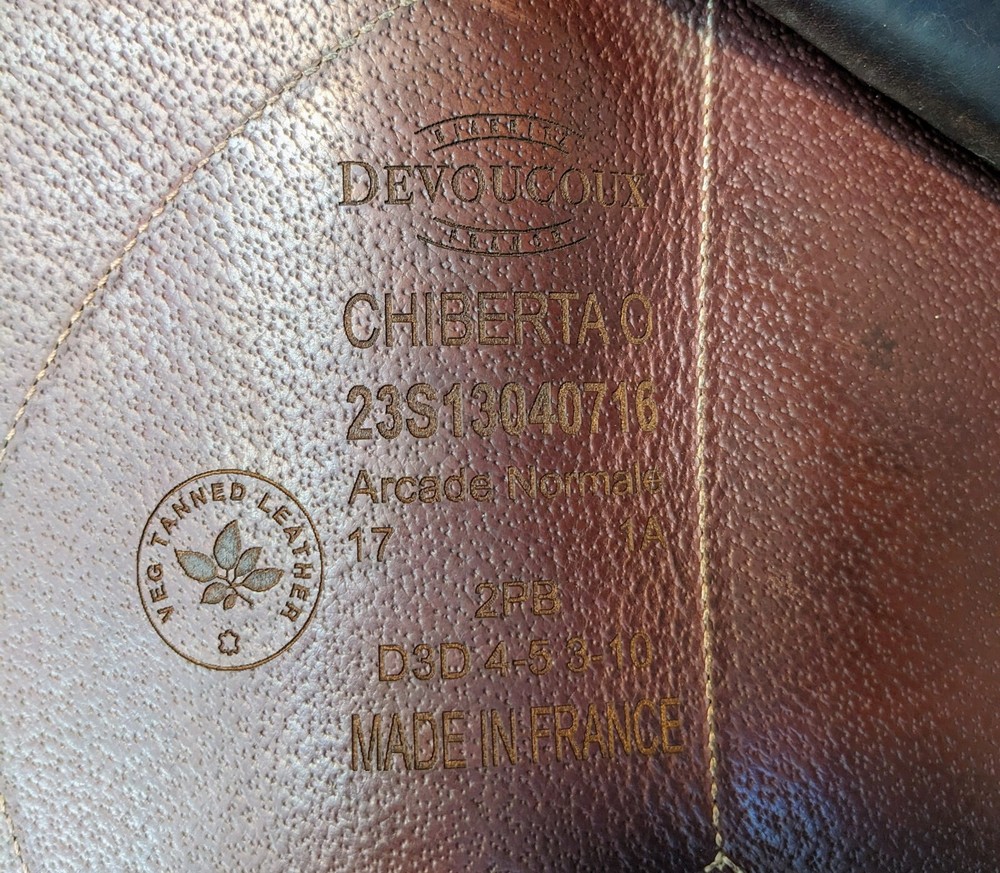 BIARRITZ
DEVOUCOUX
FRANCE
CHIBERTA O
23S13040716
Arcade Normale
17 1A
2PB
D3D 4-5 3-10
MADE IN FRANCE
VEG TANNED LEATHER